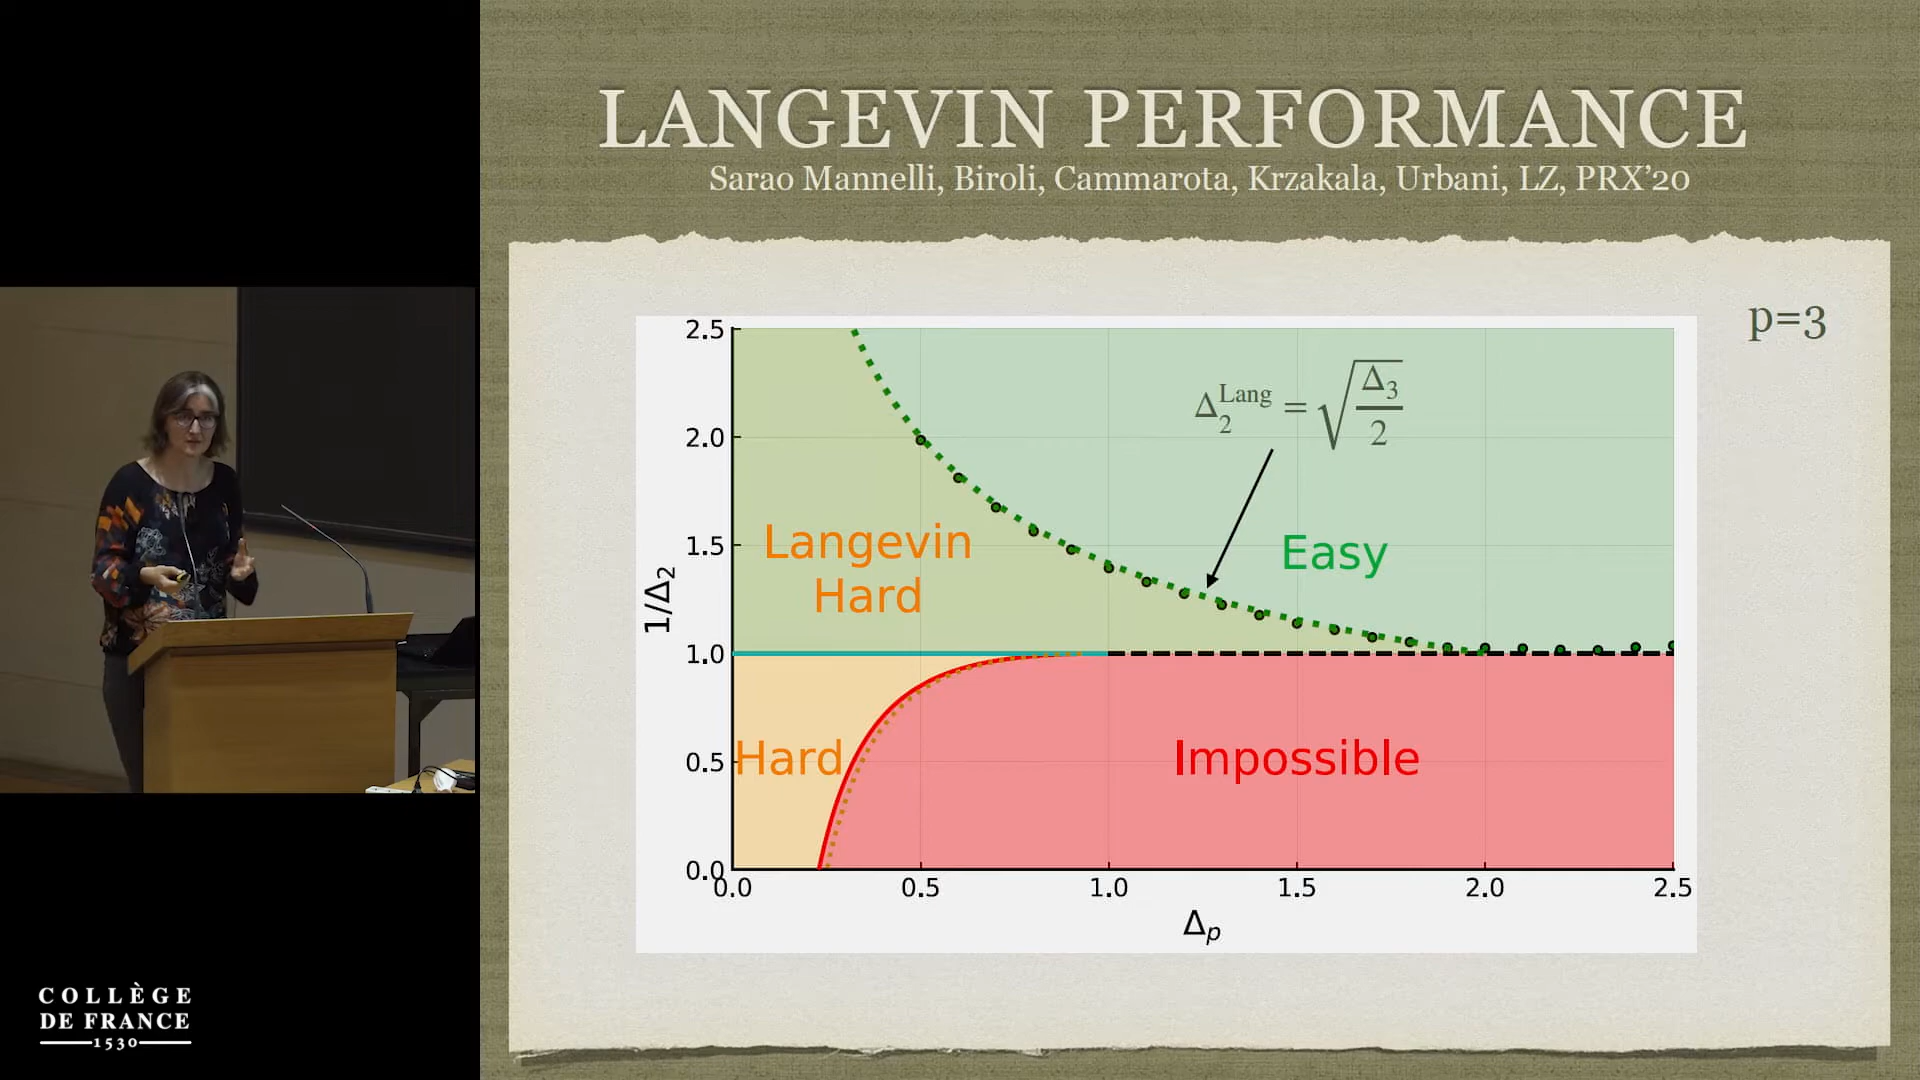 LANGEVIN PERFORMANCE
Sarao Mannelli, Biroli, Cammarota, Krzakala, Urbani, LZ, PRX'20
p=3
2.5
2.0
1.5
1.0
0.5
0.0
1/Δ₂
Δ₂^Lang = √(Δ₃/2)
Langevin
Hard
Easy
Hard
Impossible
0.0 0.5 1.0 1.5 2.0 2.5
Δₚ
COLLÈGE
DE FRANCE
1530